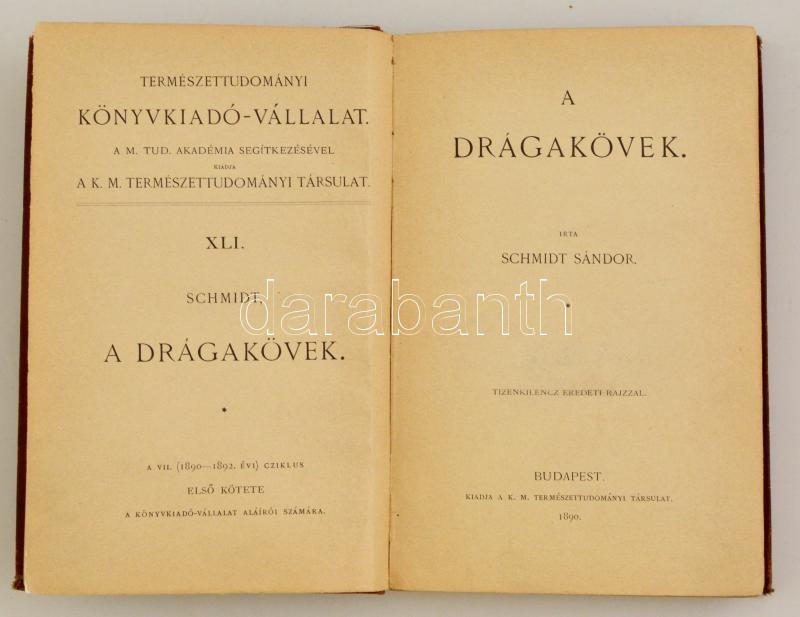 TERMÉSZETTUDOMÁNYI
KÖNYVKIADÓ-VÁLLALAT.
A M. TUD. AKADÉMIA SEGÍTKEZÉSÉVEL
KIADJA
A K. M. TERMÉSZETTUDOMÁNYI TÁRSULAT.
XLI.
SCHMIDT,
A DRÁGAKÖVEK.
*
A VII. (1890—1892. ÉVI) CZIKLUS
ELSŐ KÖTETE
A KÖNYVKIADÓ-VÁLLALAT ALÁÍRÓI SZÁMÁRA.
A
DRÁGAKÖVEK.
IRTA
SCHMIDT SÁNDOR.
*
TIZENKILENCZ EREDETI RAJZZAL.
BUDAPEST.
KIADJA A K. M. TERMÉSZETTUDOMÁNYI TÁRSULAT.
1890.
darabanth